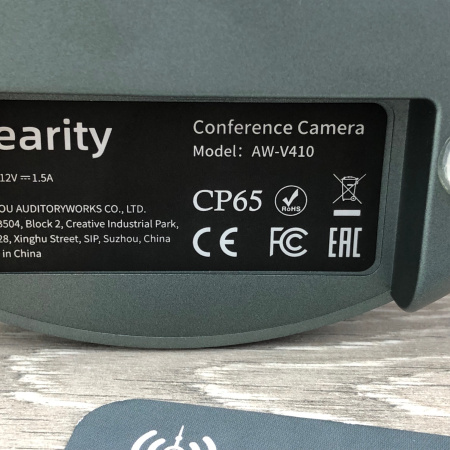 earity
Conference Camera
Model: AW-V410
12V ⎓ 1.5A
CP65
RoHS
OU AUDITORYWORKS CO., LTD.
3504, Block 2, Creative Industrial Park,
28, Xinghu Street, SIP, Suzhou, China
in China
CE FC EAC